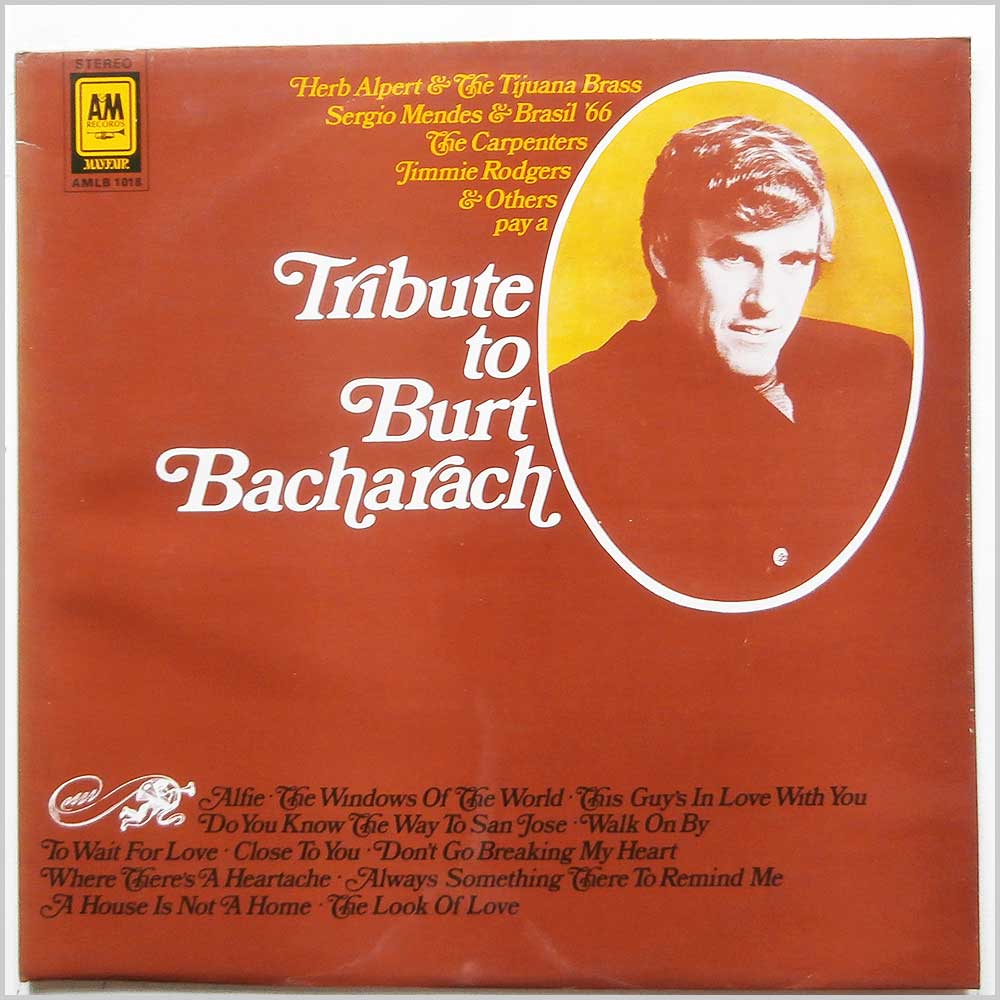 STEREO
A&M
RECORDS
MAYFAIR
AMLB 1018
Herb Alpert & The Tijuana Brass
Sergio Mendes & Brasil '66
The Carpenters
Jimmie Rodgers
& Others
pay a
Tribute
to
Burt
Bacharach
Alfie · The Windows Of The World · This Guy's In Love With You
Do You Know The Way To San Jose · Walk On By
To Wait For Love · Close To You · Don't Go Breaking My Heart
Where There's A Heartache · Always Something There To Remind Me
A House Is Not A Home · The Look Of Love